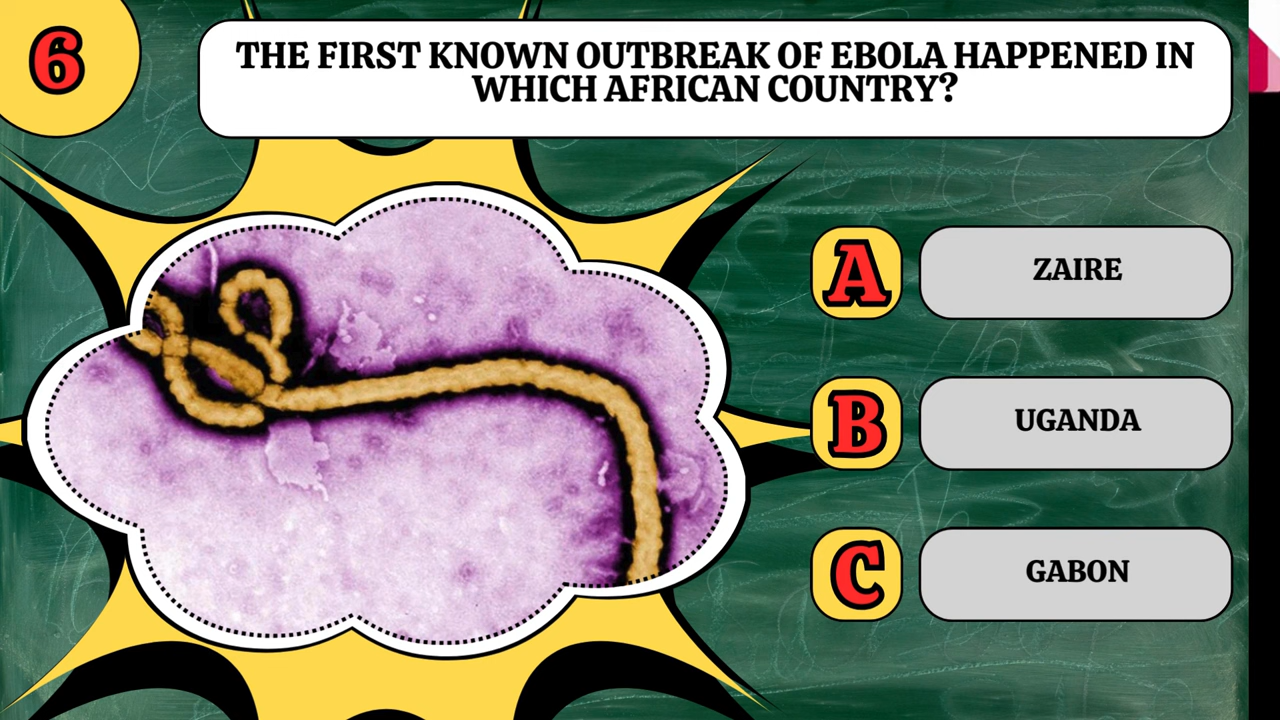 6
THE FIRST KNOWN OUTBREAK OF EBOLA HAPPENED IN
WHICH AFRICAN COUNTRY?
A ZAIRE
B UGANDA
C GABON